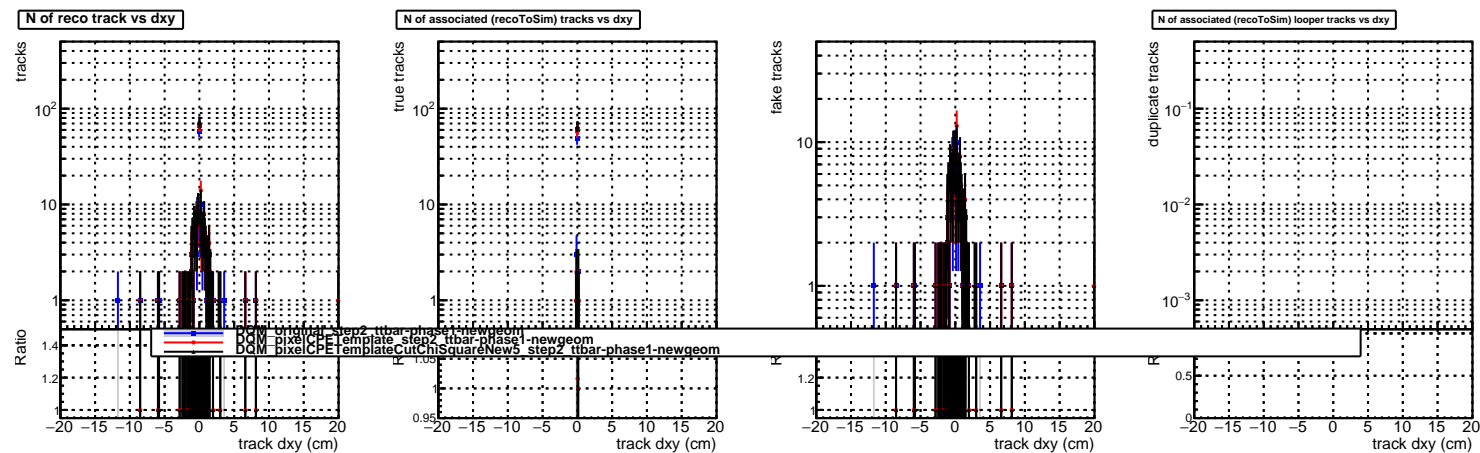 N of reco track vs dxy
tracks
10²
10
1
Ratio
1.4
1.2
1
−20 −15 −10 −5 0 5 10 15 20
track dxy (cm)
N of associated (recoToSim) tracks vs dxy
true tracks
10²
10
1
1.05
1
0.95
−20 −15 −10 −5 0 5 10 15 20
track dxy (cm)
fake tracks
10
1
1.4
1.2
1
−20 −15 −10 −5 0 5 10 15 20
track dxy (cm)
N of associated (recoToSim) looper tracks vs dxy
duplicate tracks
10⁻¹
10⁻²
10⁻³
0.5
0
−20 −15 −10 −5 0 5 10 15 20
track dxy (cm)
DQM_original_step2_ttbar-phase1-newgeom
DQM_pixelCPETemplate_step2_ttbar-phase1-newgeom
DQM_pixelCPETemplateCutChiSquareNew5_step2_ttbar-phase1-newgeom